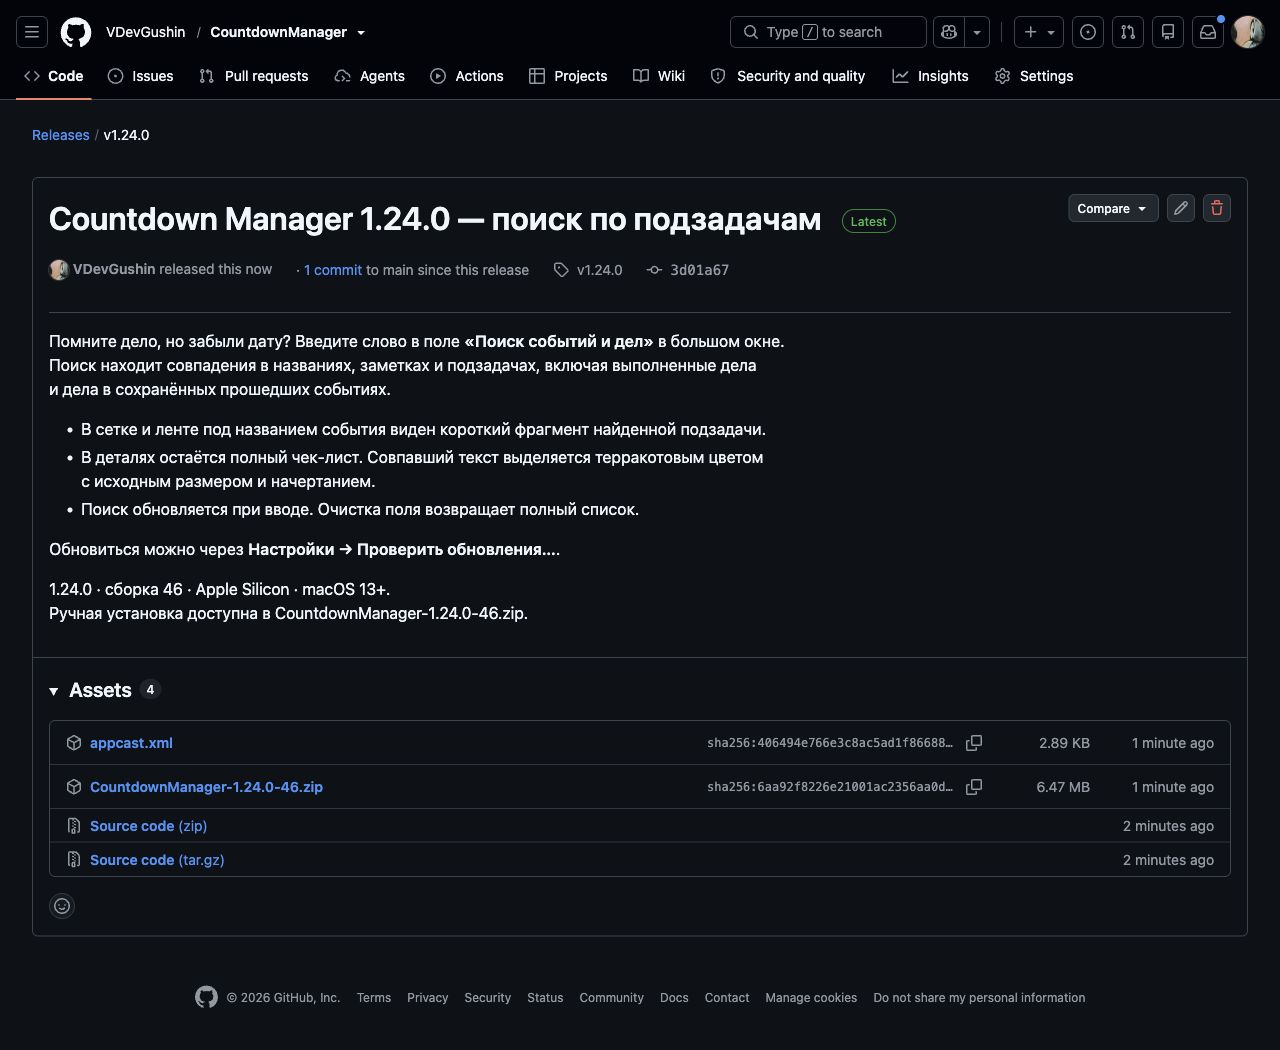 VDevGushin / CountdownManager
Type / to search
Code Issues Pull requests Agents Actions Projects Wiki Security and quality Insights Settings
Releases / v1.24.0
Countdown Manager 1.24.0 — поиск по подзадачам Latest
Compare
VDevGushin released this now · 1 commit to main since this release v1.24.0 3d01a67
Помните дело, но забыли дату? Введите слово в поле «Поиск событий и дел» в большом окне.
Поиск находит совпадения в названиях, заметках и подзадачах, включая выполненные дела
и дела в сохранённых прошедших событиях.
• В сетке и ленте под названием события виден короткий фрагмент найденной подзадачи.
• В деталях остаётся полный чек-лист. Совпавший текст выделяется терракотовым цветом
с исходным размером и начертанием.
• Поиск обновляется при вводе. Очистка поля возвращает полный список.
Обновиться можно через Настройки → Проверить обновления....
1.24.0 · сборка 46 · Apple Silicon · macOS 13+.
Ручная установка доступна в CountdownManager-1.24.0-46.zip.
Assets 4
appcast.xml sha256:406494e766e3c8ac5ad1f86688… 2.89 KB 1 minute ago
CountdownManager-1.24.0-46.zip sha256:6aa92f8226e21001ac2356aa0d… 6.47 MB 1 minute ago
Source code (zip) 2 minutes ago
Source code (tar.gz) 2 minutes ago
© 2026 GitHub, Inc. Terms Privacy Security Status Community Docs Contact Manage cookies Do not share my personal information